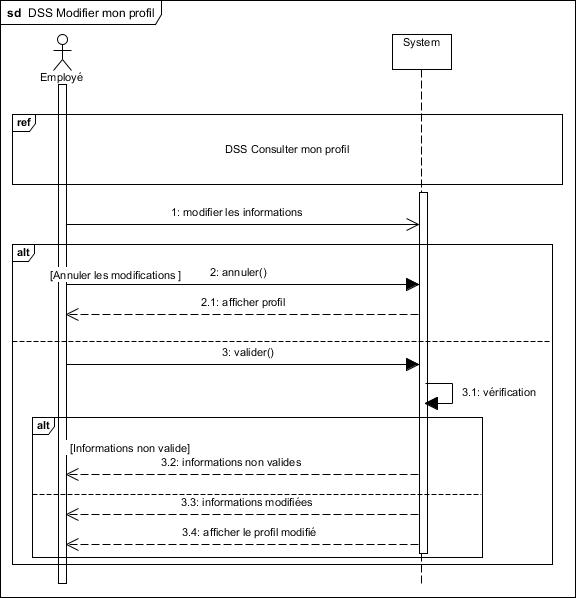 sd DSS Modifier mon profil
System
Employé
ref
DSS Consulter mon profil
1: modifier les informations
alt
[Annuler les modifications ]
2: annuler()
2.1: afficher profil
3: valider()
3.1: vérification
alt
[Informations non valide]
3.2: informations non valides
3.3: informations modifiées
3.4: afficher le profil modifié